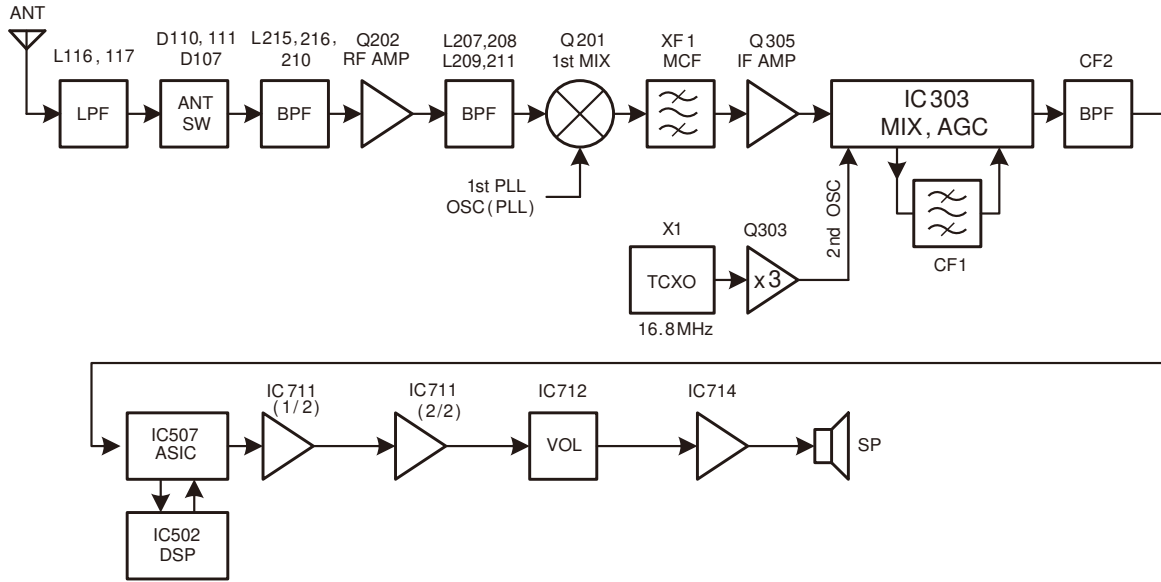 ANT
L116, 117
D110, 111
D107
L215, 216,
210
Q202
RF AMP
L207,208
L209,211
Q201
1st MIX
XF1
MCF
Q305
IF AMP
CF2
LPF
ANT
SW
BPF
BPF
IC303
MIX, AGC
BPF
1st PLL
OSC(PLL)
2nd OSC
CF1
X1
Q303
TCXO
x3
16.8MHz
IC711
(1/2)
IC711
(2/2)
IC712
IC714
IC507
ASIC
VOL
SP
IC502
DSP